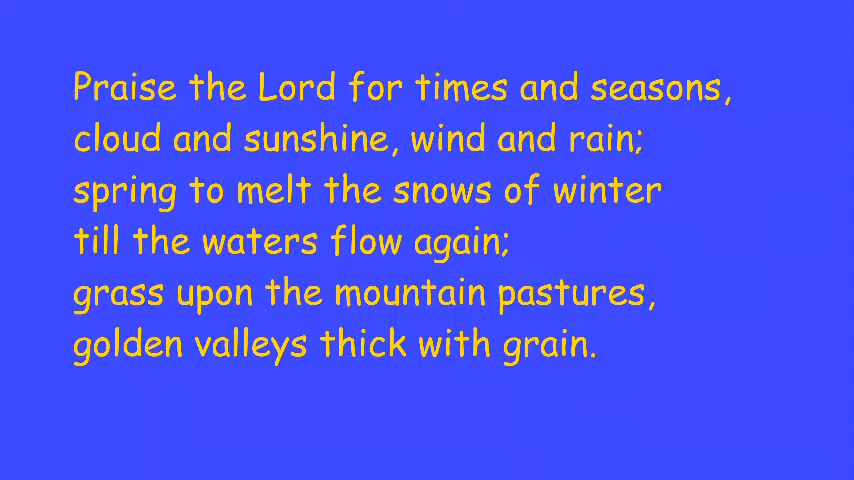 Praise the Lord for times and seasons,
cloud and sunshine, wind and rain;
spring to melt the snows of winter
till the waters flow again;
grass upon the mountain pastures,
golden valleys thick with grain.